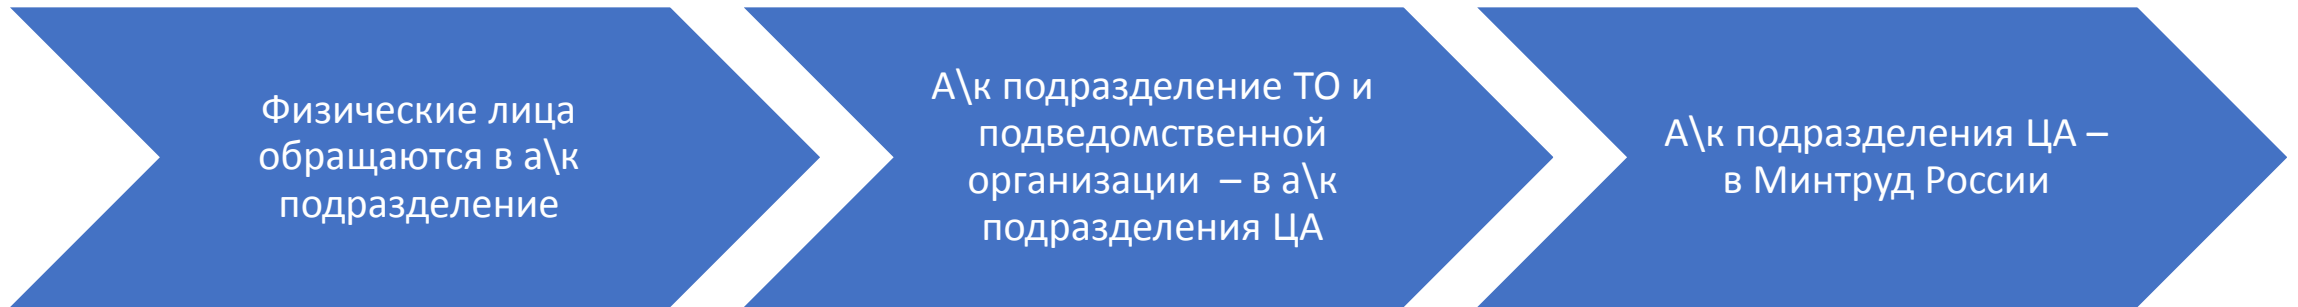 Физические лица
обращаются в а\к
подразделение
А\к подразделение ТО и
подведомственной
организации – в а\к
подразделения ЦА
А\к подразделения ЦА –
в Минтруд России